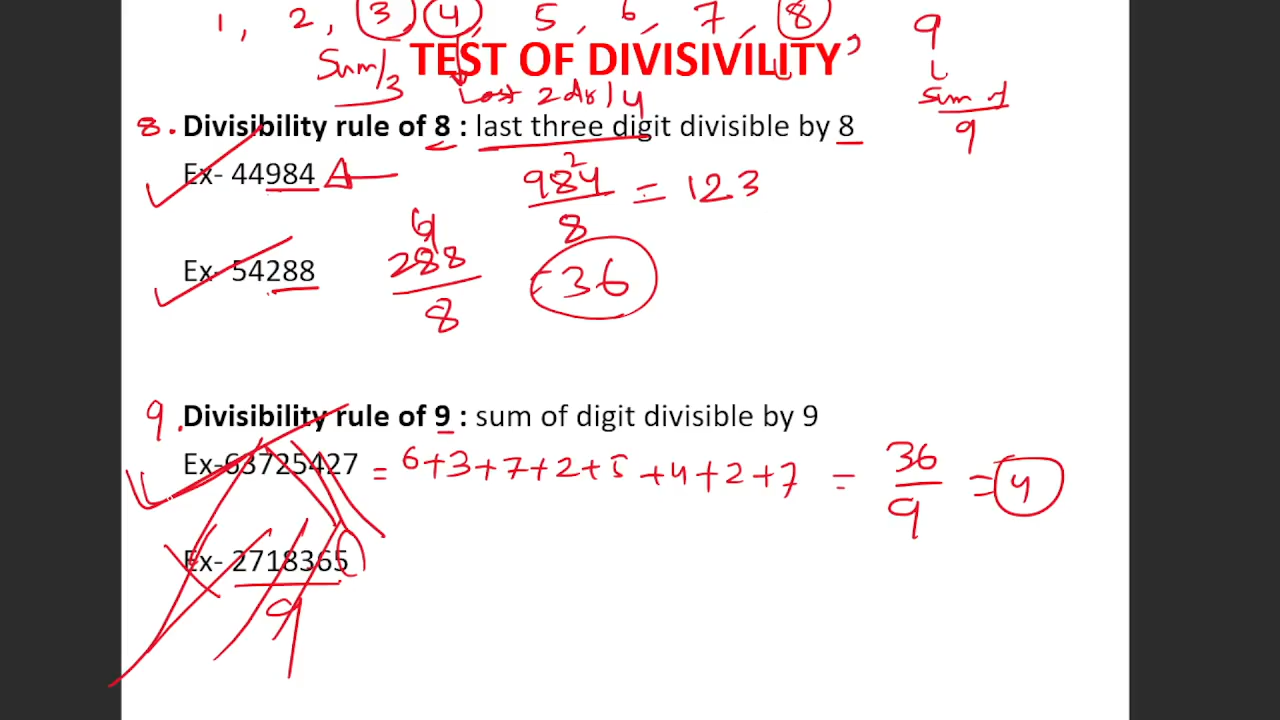 1, 2, 3 4, 5, 6, 7, 8, 9
TEST OF DIVISIVILITY
Sum/3
Last 2 / 4
sum of
9
8. Divisibility rule of 8 : last three digit divisible by 8
Ex- 44984
984/8 = 123
2
Ex- 54288
288/8 = 36
9. Divisibility rule of 9 : sum of digit divisible by 9
Ex-63725427 = 6+3+7+2+5+4+2+7 = 36/9 = 4
Ex- 2718365
9